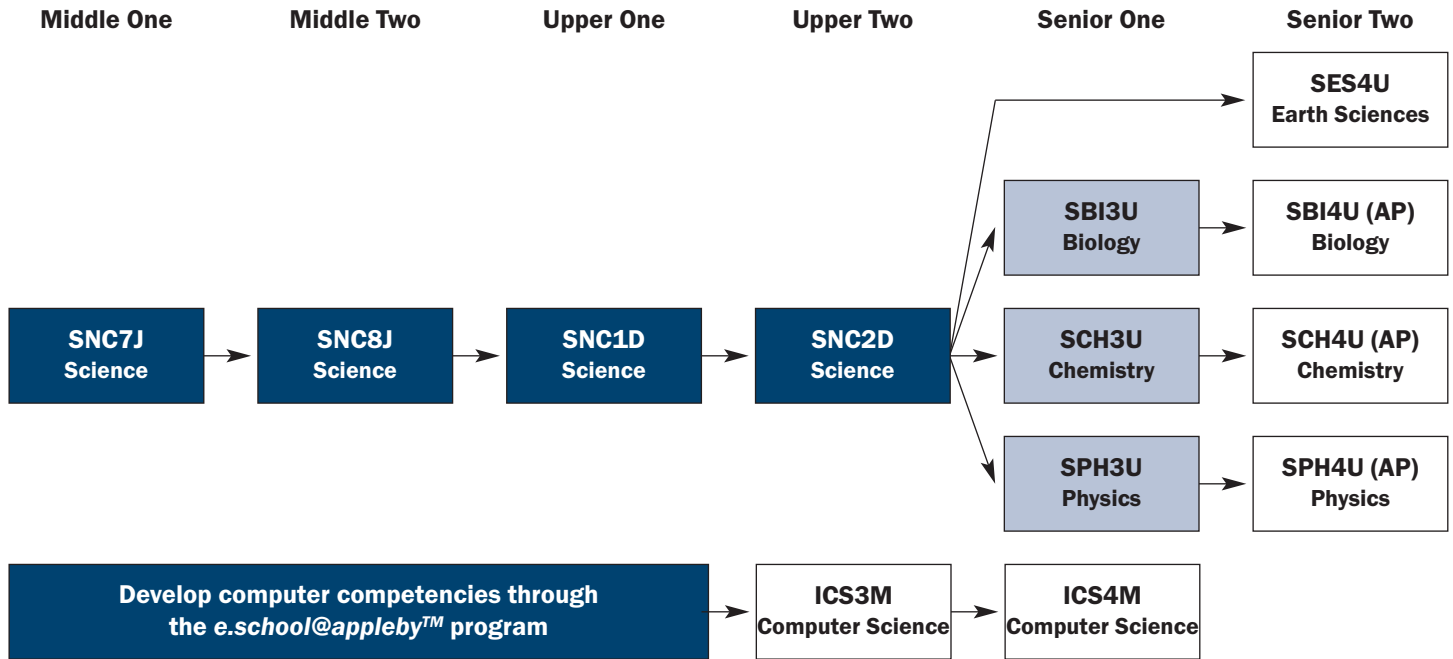 Middle One
Middle Two
Upper One
Upper Two
Senior One
Senior Two
SES4U
Earth Sciences
SBI3U
Biology
SBI4U (AP)
Biology
SNC7J
Science
SNC8J
Science
SNC1D
Science
SNC2D
Science
SCH3U
Chemistry
SCH4U (AP)
Chemistry
SPH3U
Physics
SPH4U (AP)
Physics
Develop computer competencies through
the e.school@appleby™ program
ICS3M
Computer Science
ICS4M
Computer Science